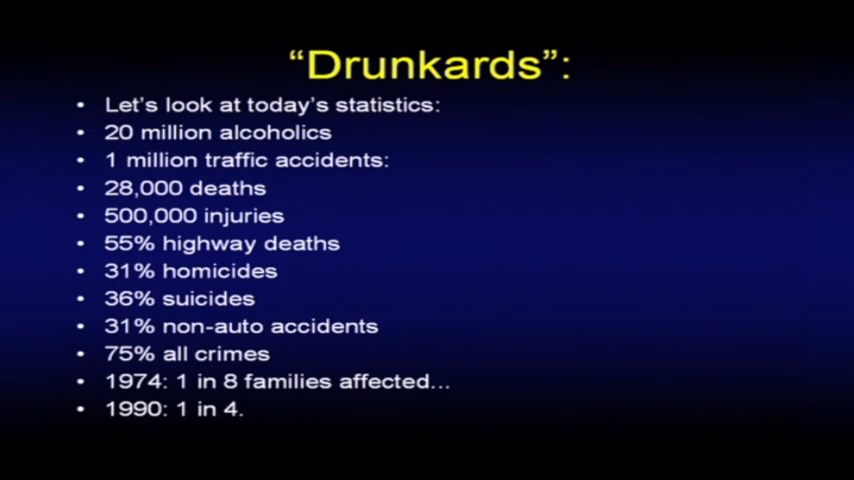 “Drunkards”:
• Let’s look at today’s statistics:
• 20 million alcoholics
• 1 million traffic accidents:
• 28,000 deaths
• 500,000 injuries
• 55% highway deaths
• 31% homicides
• 36% suicides
• 31% non-auto accidents
• 75% all crimes
• 1974: 1 in 8 families affected...
• 1990: 1 in 4.